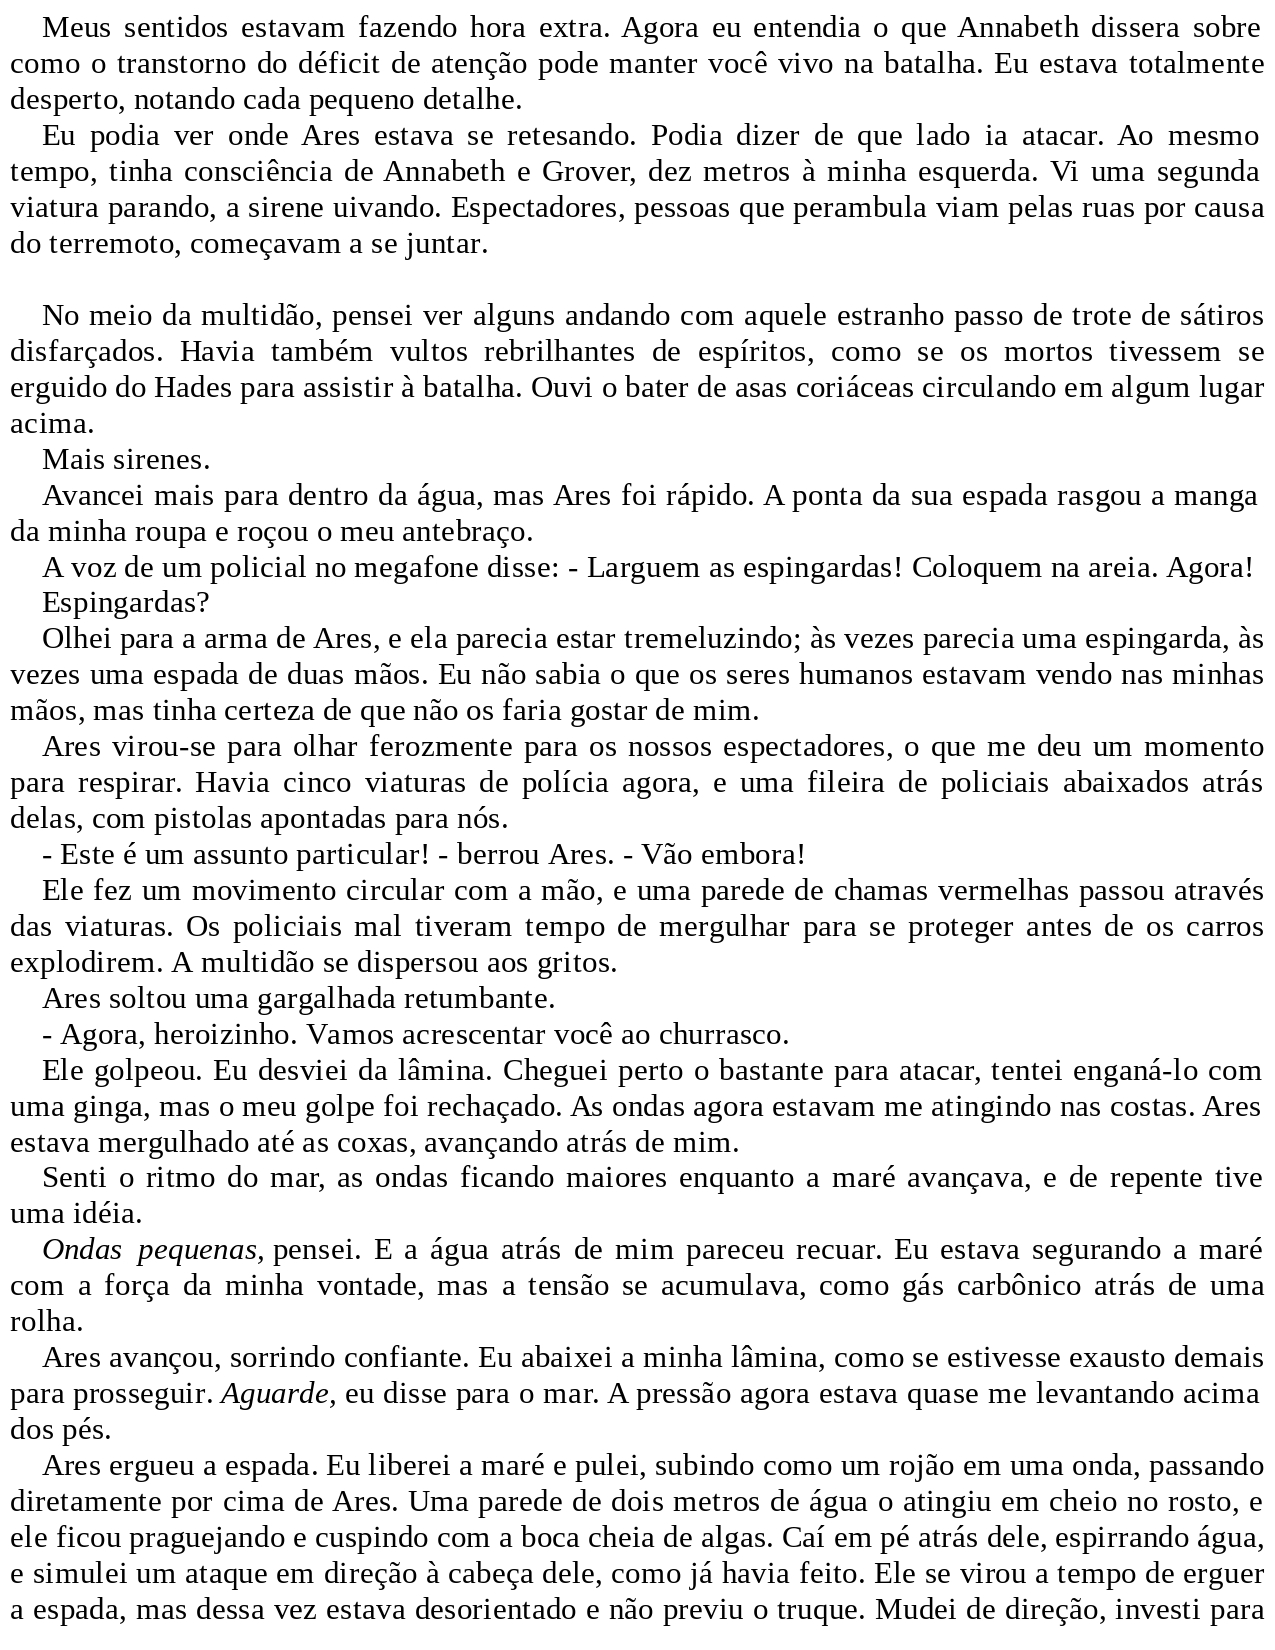 Meus sentidos estavam fazendo hora extra. Agora eu entendia o que Annabeth dissera sobre
como o transtorno do déficit de atenção pode manter você vivo na batalha. Eu estava totalmente
desperto, notando cada pequeno detalhe.
Eu podia ver onde Ares estava se retesando. Podia dizer de que lado ia atacar. Ao mesmo
tempo, tinha consciência de Annabeth e Grover, dez metros à minha esquerda. Vi uma segunda
viatura parando, a sirene uivando. Espectadores, pessoas que perambula viam pelas ruas por causa
do terremoto, começavam a se juntar.
No meio da multidão, pensei ver alguns andando com aquele estranho passo de trote de sátiros
disfarçados. Havia também vultos rebrilhantes de espíritos, como se os mortos tivessem se
erguido do Hades para assistir à batalha. Ouvi o bater de asas coriáceas circulando em algum lugar
acima.
Mais sirenes.
Avancei mais para dentro da água, mas Ares foi rápido. A ponta da sua espada rasgou a manga
da minha roupa e roçou o meu antebraço.
A voz de um policial no megafone disse: - Larguem as espingardas! Coloquem na areia. Agora!
Espingardas?
Olhei para a arma de Ares, e ela parecia estar tremeluzindo; às vezes parecia uma espingarda, às
vezes uma espada de duas mãos. Eu não sabia o que os seres humanos estavam vendo nas minhas
mãos, mas tinha certeza de que não os faria gostar de mim.
Ares virou-se para olhar ferozmente para os nossos espectadores, o que me deu um momento
para respirar. Havia cinco viaturas de polícia agora, e uma fileira de policiais abaixados atrás
delas, com pistolas apontadas para nós.
- Este é um assunto particular! - berrou Ares. - Vão embora!
Ele fez um movimento circular com a mão, e uma parede de chamas vermelhas passou através
das viaturas. Os policiais mal tiveram tempo de mergulhar para se proteger antes de os carros
explodirem. A multidão se dispersou aos gritos.
Ares soltou uma gargalhada retumbante.
- Agora, heroizinho. Vamos acrescentar você ao churrasco.
Ele golpeou. Eu desviei da lâmina. Cheguei perto o bastante para atacar, tentei enganá-lo com
uma ginga, mas o meu golpe foi rechaçado. As ondas agora estavam me atingindo nas costas. Ares
estava mergulhado até as coxas, avançando atrás de mim.
Senti o ritmo do mar, as ondas ficando maiores enquanto a maré avançava, e de repente tive
uma idéia.
Ondas pequenas, pensei. E a água atrás de mim pareceu recuar. Eu estava segurando a maré
com a força da minha vontade, mas a tensão se acumulava, como gás carbônico atrás de uma
rolha.
Ares avançou, sorrindo confiante. Eu abaixei a minha lâmina, como se estivesse exausto demais
para prosseguir. Aguarde, eu disse para o mar. A pressão agora estava quase me levantando acima
dos pés.
Ares ergueu a espada. Eu liberei a maré e pulei, subindo como um rojão em uma onda, passando
diretamente por cima de Ares. Uma parede de dois metros de água o atingiu em cheio no rosto, e
ele ficou praguejando e cuspindo com a boca cheia de algas. Caí em pé atrás dele, espirrando água,
e simulei um ataque em direção à cabeça dele, como já havia feito. Ele se virou a tempo de erguer
a espada, mas dessa vez estava desorientado e não previu o truque. Mudei de direção, investi para